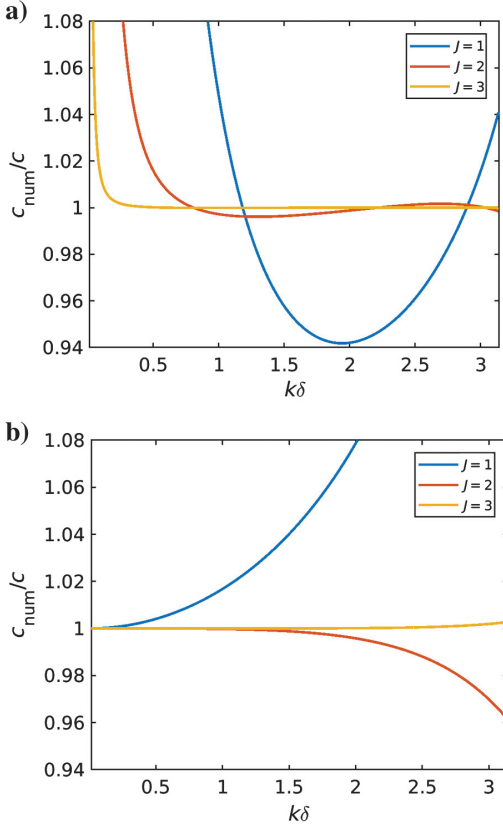 a)
1.08
1.06
1.04
1.02
1
0.98
0.96
0.94
c_num/c
0.5
1
1.5
2
2.5
3
kδ
J = 1
J = 2
J = 3
b)
1.08
1.06
1.04
1.02
1
0.98
0.96
0.94
c_num/c
0.5
1
1.5
2
2.5
3
kδ
J = 1
J = 2
J = 3